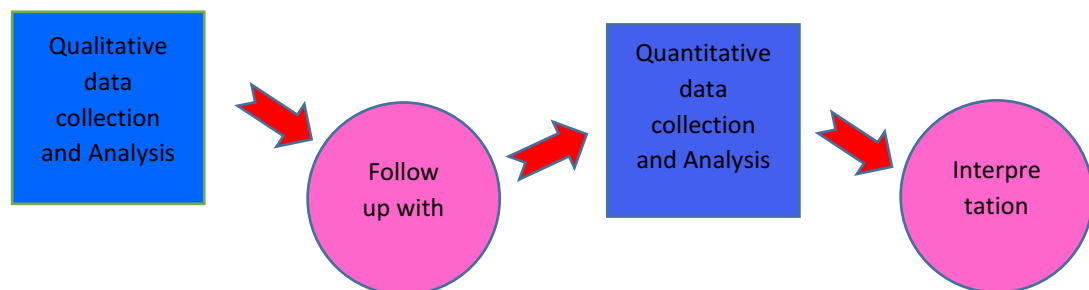 Qualitative
data
collection
and Analysis
Follow
up with
Quantitative
data
collection
and Analysis
Interpre
tation